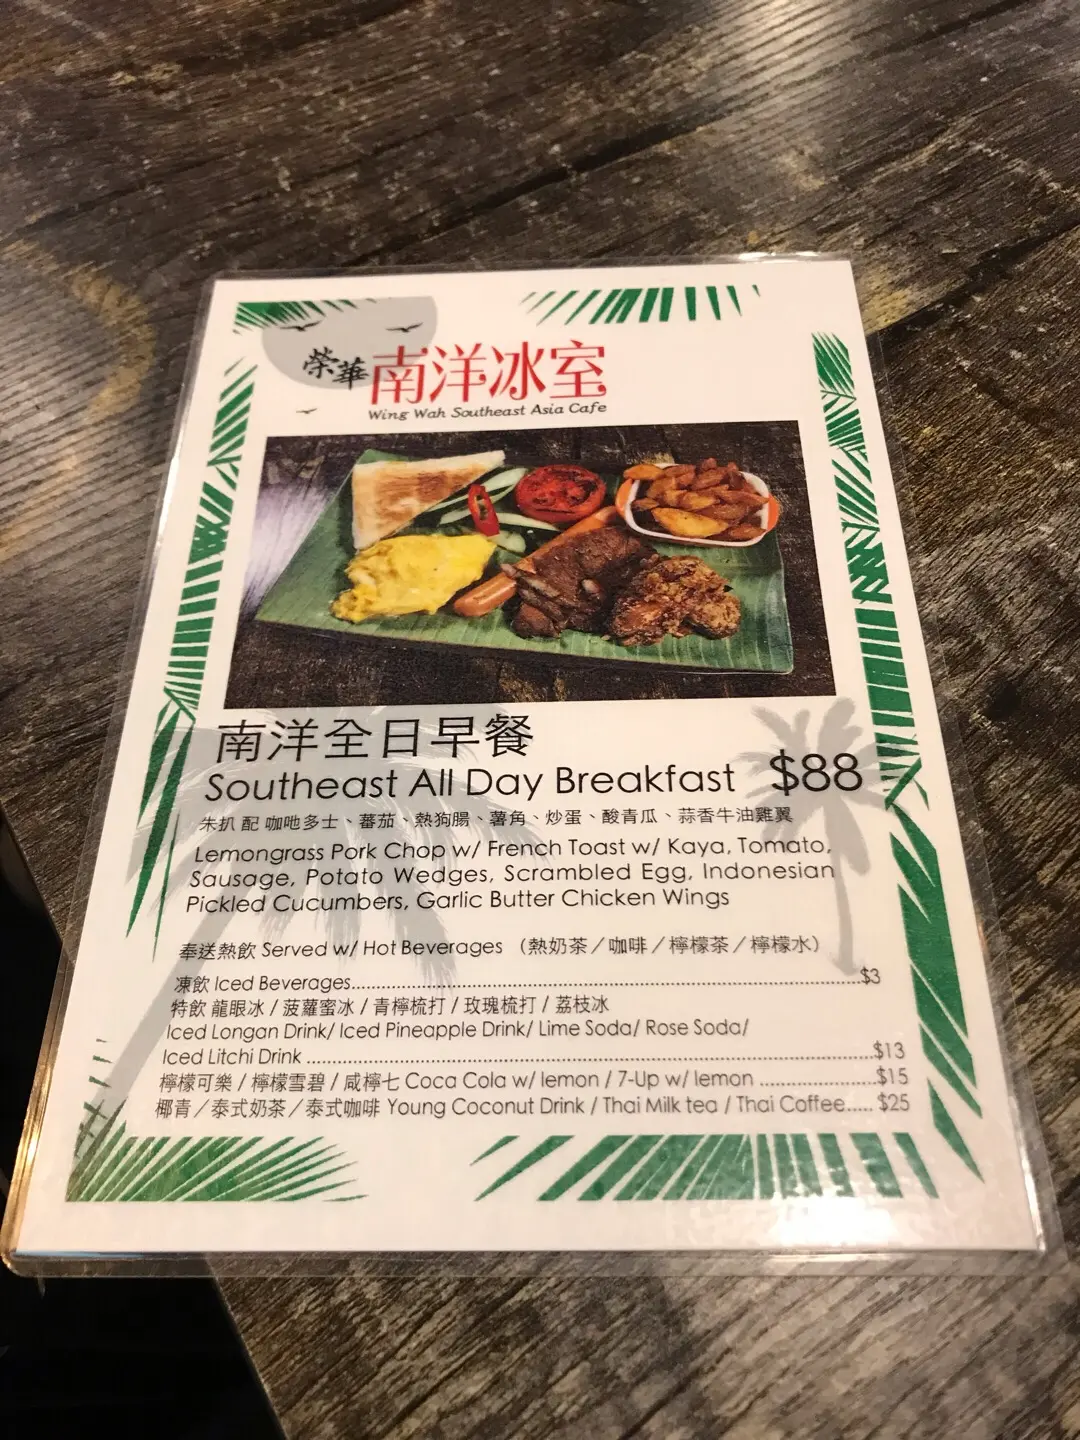 榮華南洋冰室
Wing Wah Southeast Asia Cafe
南洋全日早餐
Southeast All Day Breakfast $88
朱扒 配 咖吔多士、蕃茄、熱狗腸、薯角、炒蛋、酸青瓜、蒜香牛油雞翼
Lemongrass Pork Chop w/ French Toast w/ Kaya, Tomato,
Sausage, Potato Wedges, Scrambled Egg, Indonesian
Pickled Cucumbers, Garlic Butter Chicken Wings
奉送熱飲 Served w/ Hot Beverages （熱奶茶／咖啡／檸檬茶／檸檬水）
凍飲 Iced Beverages....................................................................$3
特飲 龍眼冰 / 菠蘿蜜冰 / 青檸梳打 / 玫瑰梳打 / 荔枝冰
Iced Longan Drink/ Iced Pineapple Drink/ Lime Soda/ Rose Soda/
Iced Litchi Drink ....................................................................$13
檸檬可樂 / 檸檬雪碧 / 咸檸七 Coca Cola w/ lemon / 7-Up w/ lemon ..............$15
椰青／泰式奶茶／泰式咖啡 Young Coconut Drink / Thai Milk tea / Thai Coffee..... $25